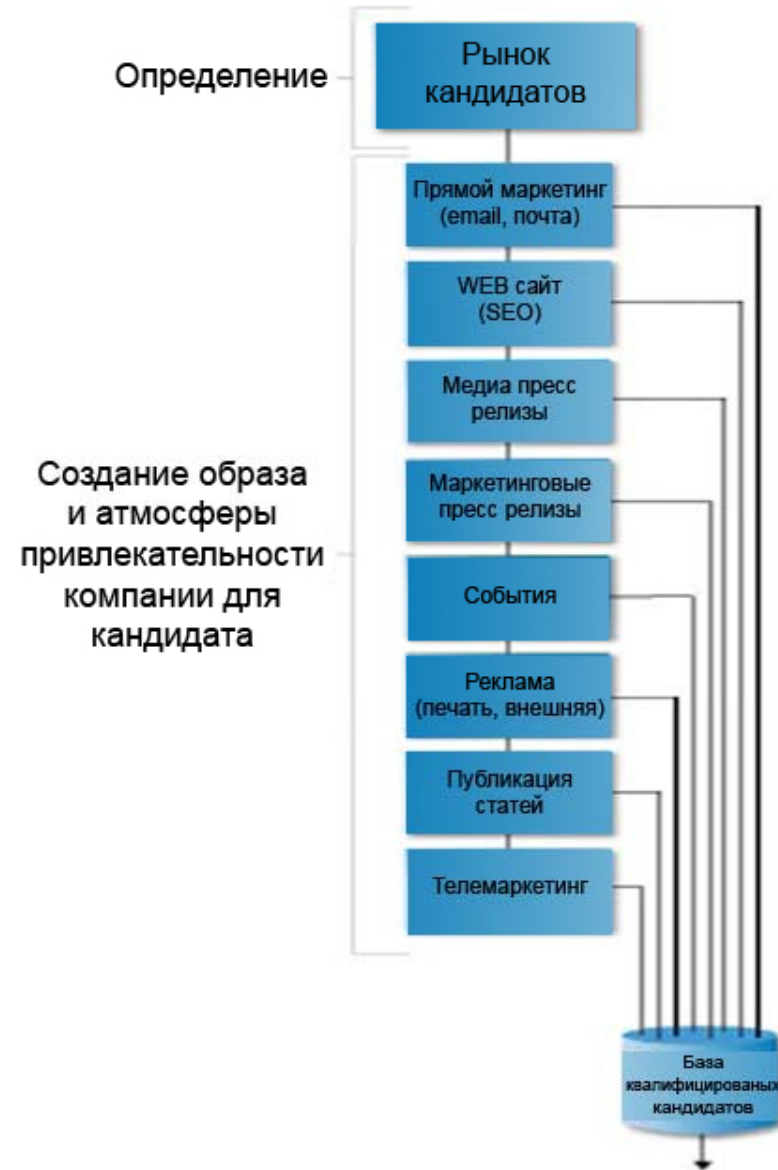 Определение
Рынок
кандидатов
Создание образа
и атмосферы
привлекательности
компании для
кандидата
Прямой маркетинг
(email, почта)
WEB сайт
(SEO)
Медиа пресс
релизы
Маркетинговые
пресс релизы
События
Реклама
(печать, внешняя)
Публикация
статей
Телемаркетинг
База
квалифицированых
кандидатов